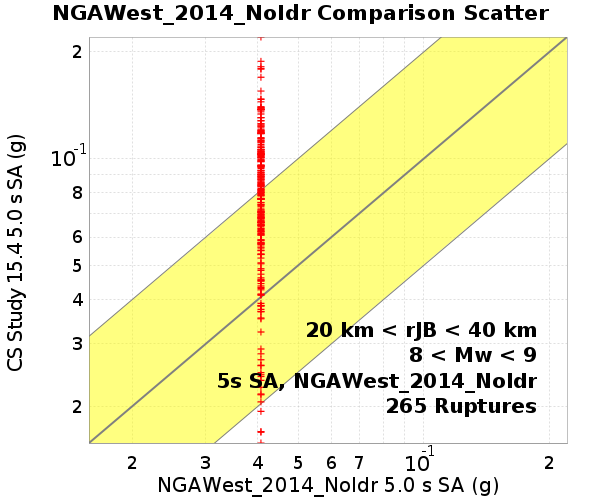 NGAWest_2014_NoIdr Comparison Scatter
CS Study 15.4 5.0 s SA (g)
2
10-1
8
6
5
4
3
2
20 km < rJB < 40 km
8 < Mw < 9
5s SA, NGAWest_2014_NoIdr
265 Ruptures
2 3 4 5 6 7 10-1 2
NGAWest_2014_NoIdr 5.0 s SA (g)